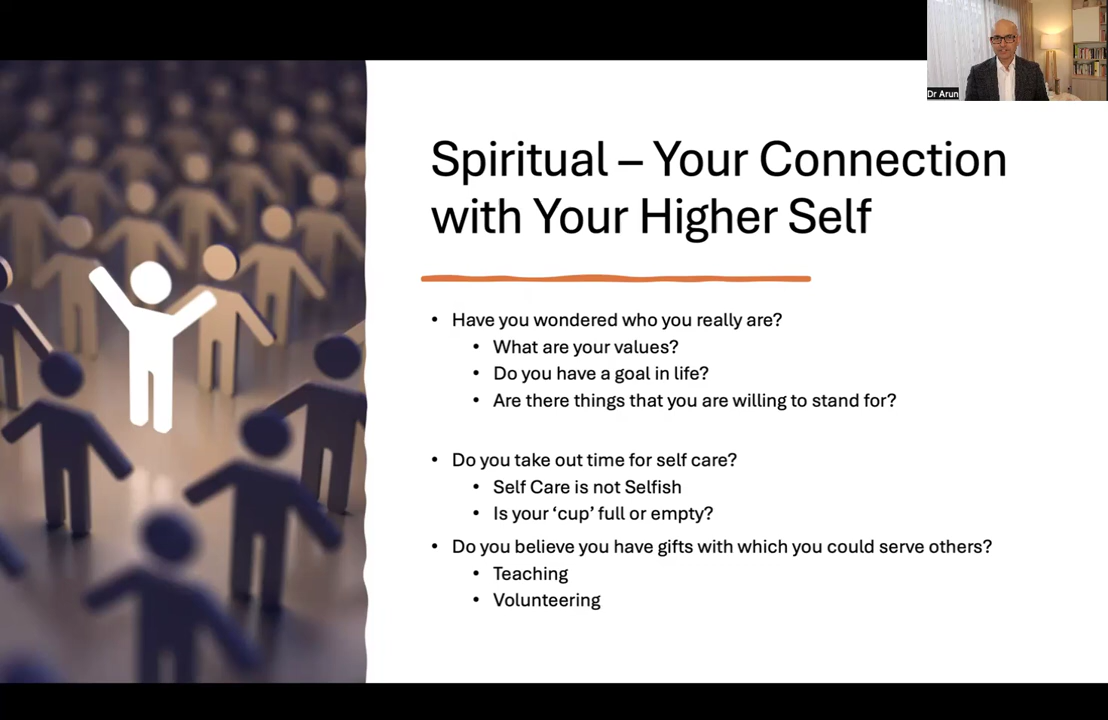 Dr Arun
Spiritual – Your Connection
with Your Higher Self
• Have you wondered who you really are?
• What are your values?
• Do you have a goal in life?
• Are there things that you are willing to stand for?
• Do you take out time for self care?
• Self Care is not Selfish
• Is your ‘cup’ full or empty?
• Do you believe you have gifts with which you could serve others?
• Teaching
• Volunteering